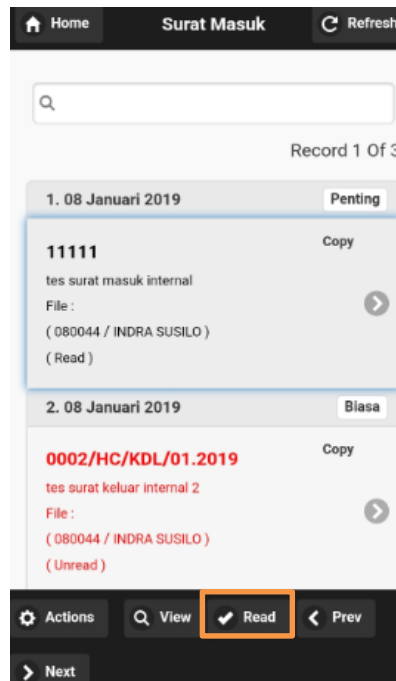 Home Surat Masuk Refresh
Record 1 Of 3
1. 08 Januari 2019 Penting
11111 Copy
tes surat masuk internal
File :
( 080044 / INDRA SUSILO )
( Read )
2. 08 Januari 2019 Biasa
0002/HC/KDL/01.2019 Copy
tes surat keluar internal 2
File :
( 080044 / INDRA SUSILO )
( Unread )
Actions View Read Prev
Next